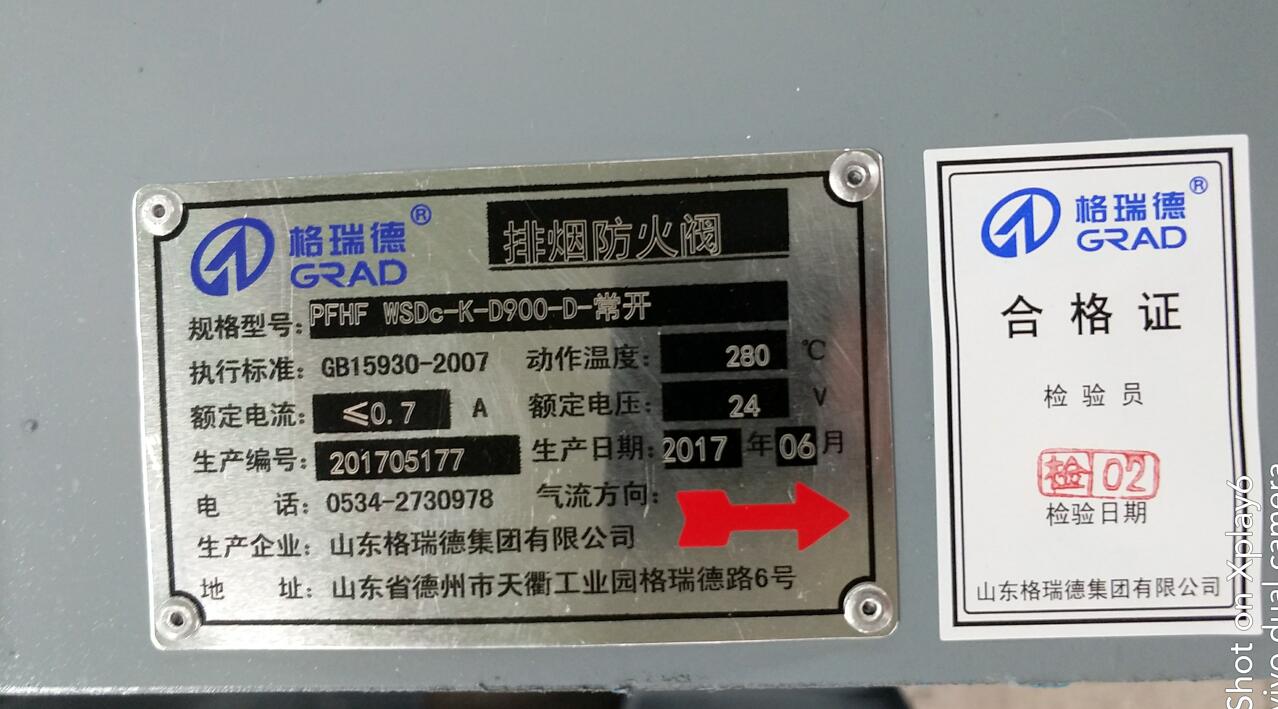 格瑞德®
GRAD
排烟防火阀
规格型号: PFHF WSDc-K-D900-D-常开
执行标准: GB15930-2007 动作温度: 280 ℃
额定电流: ≤0.7 A 额定电压: 24 V
生产编号: 201705177 生产日期: 2017 年 06 月
电 话: 0534-2730978 气流方向:
生产企业: 山东格瑞德集团有限公司
地 址: 山东省德州市天衢工业园格瑞德路6号
格瑞德®
GRAD
合格证
检验员
检02
检验日期
山东格瑞德集团有限公司
Shot on Xplay6
vivo dual camera